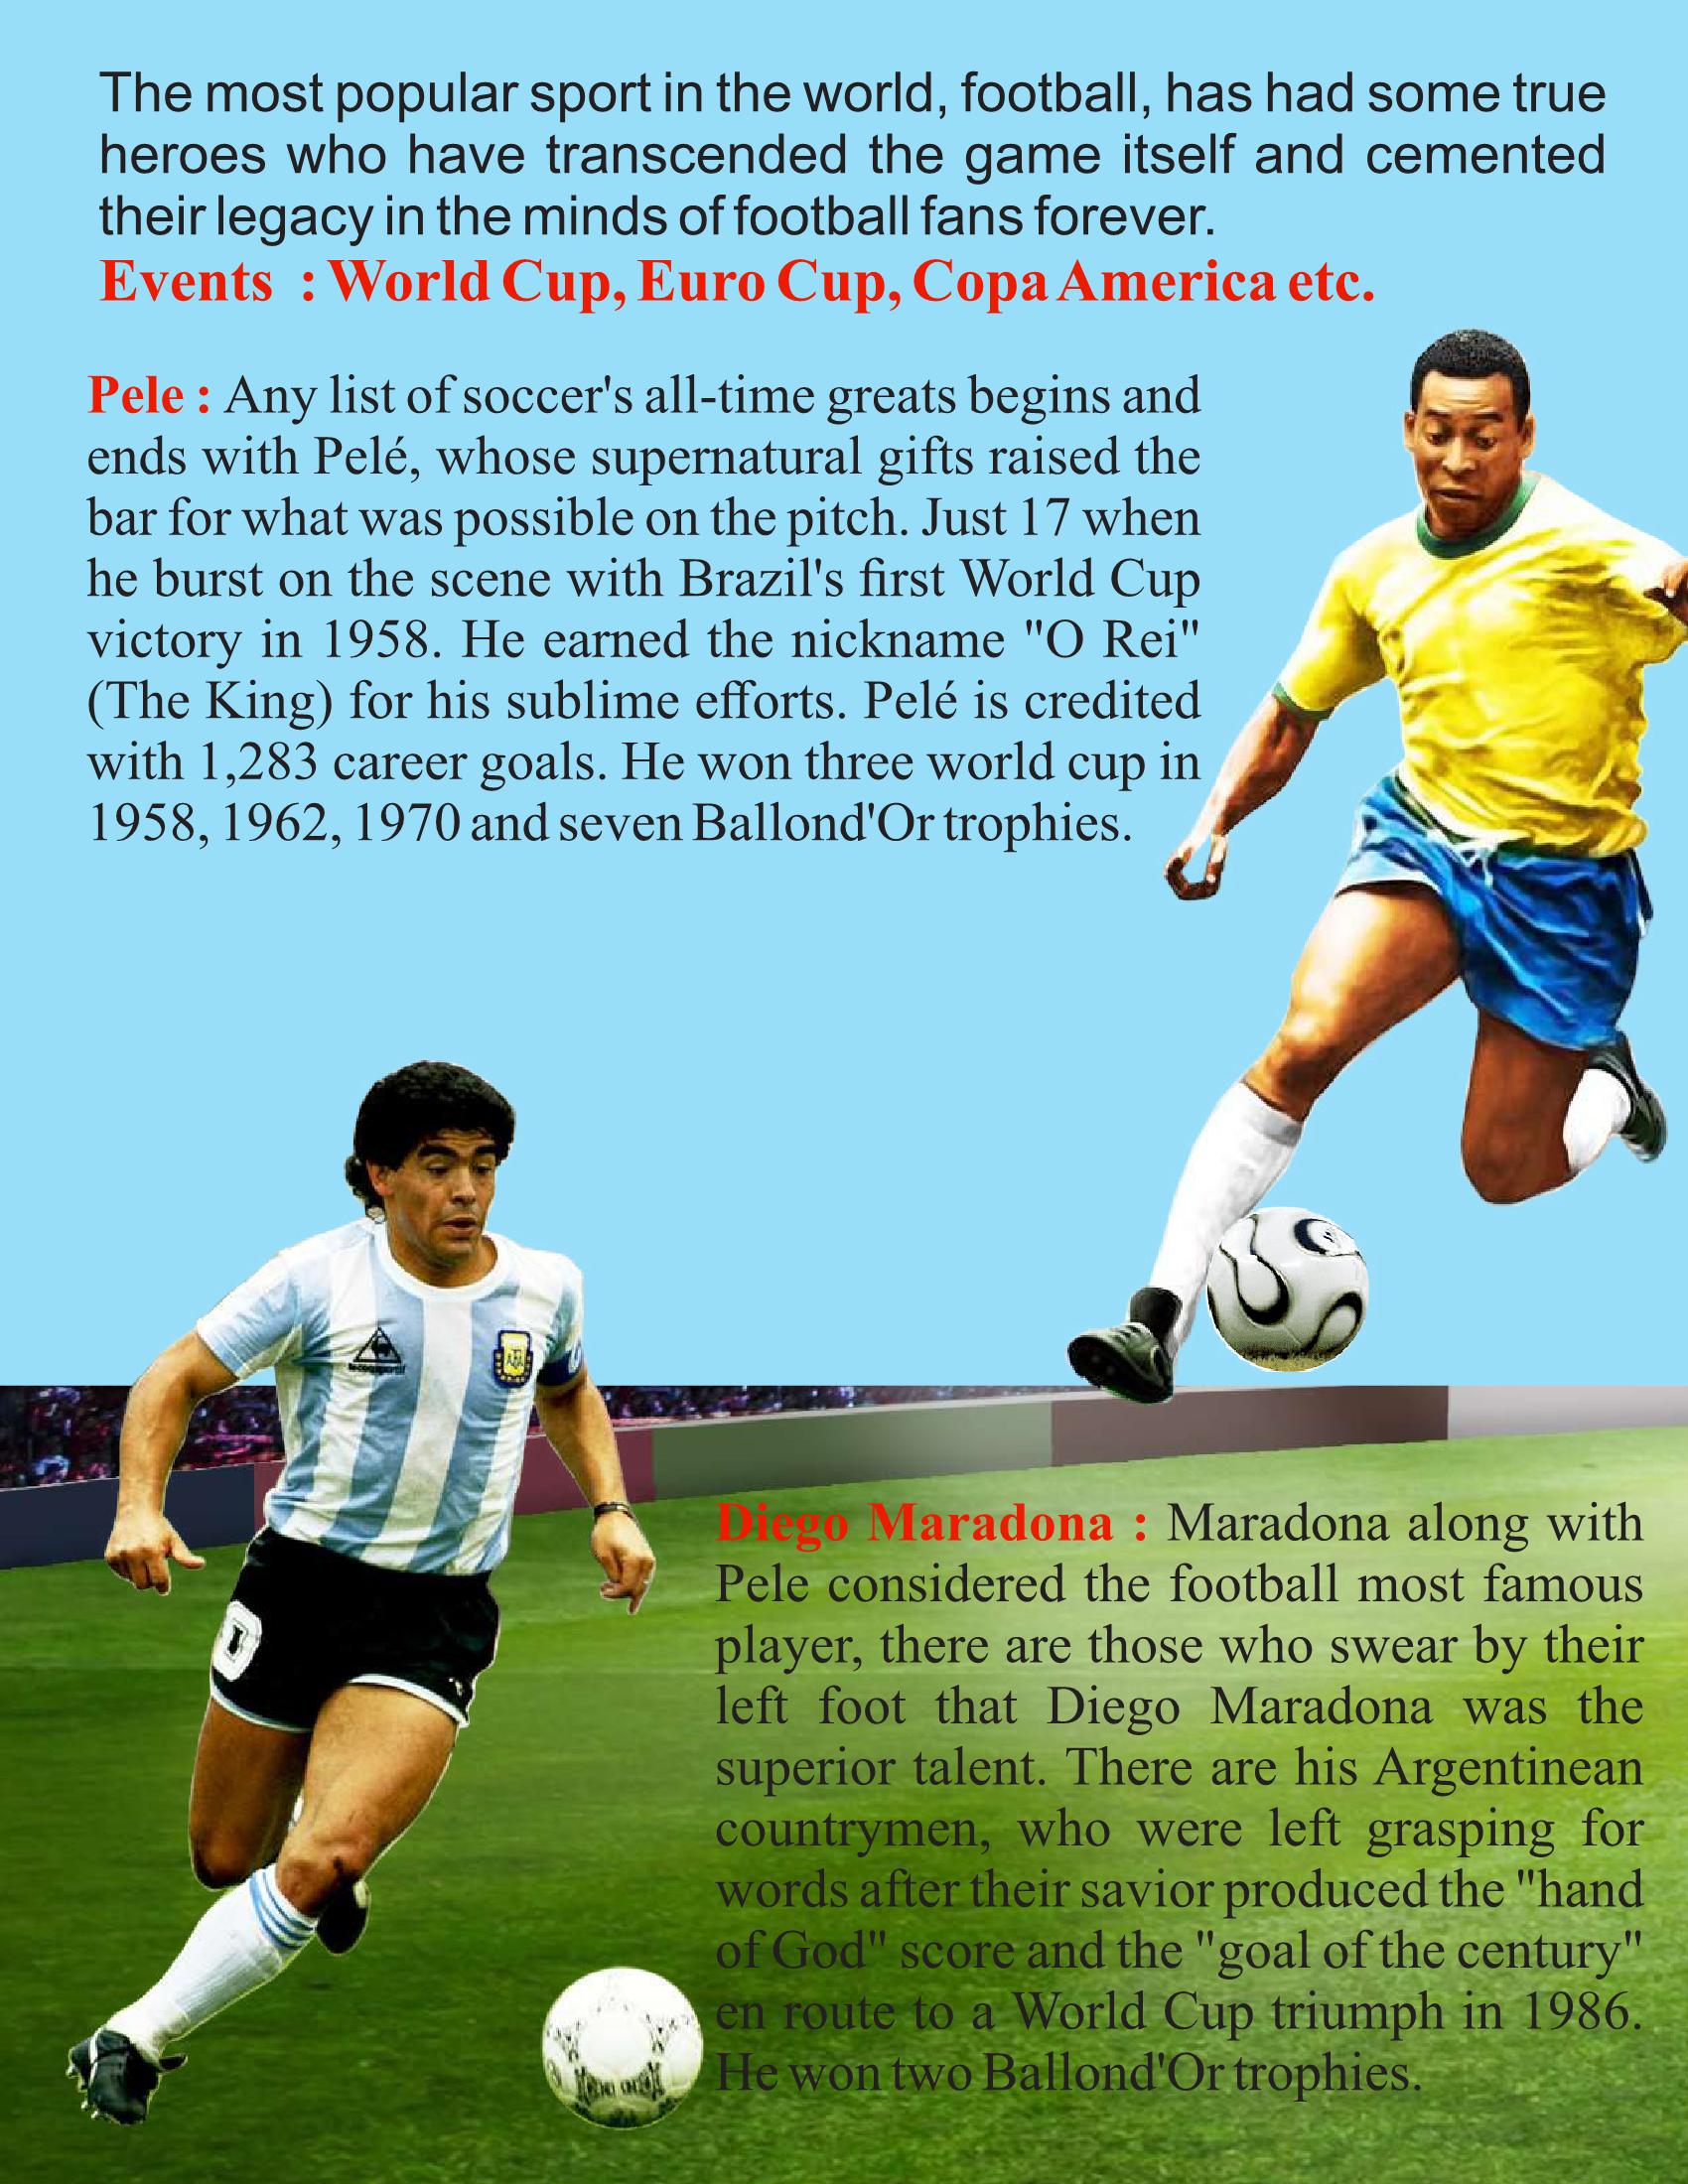 The most popular sport in the world, football, has had some true
heroes who have transcended the game itself and cemented
their legacy in the minds of football fans forever.
Events : World Cup, Euro Cup, Copa America etc.
Pele : Any list of soccer's all-time greats begins and
ends with Pelé, whose supernatural gifts raised the
bar for what was possible on the pitch. Just 17 when
he burst on the scene with Brazil's first World Cup
victory in 1958. He earned the nickname "O Rei"
(The King) for his sublime efforts. Pelé is credited
with 1,283 career goals. He won three world cup in
1958, 1962, 1970 and seven Ballond'Or trophies.
Diego Maradona : Maradona along with
Pele considered the football most famous
player, there are those who swear by their
left foot that Diego Maradona was the
superior talent. There are his Argentinean
countrymen, who were left grasping for
words after their savior produced the "hand
of God" score and the "goal of the century"
en route to a World Cup triumph in 1986.
He won two Ballond'Or trophies.